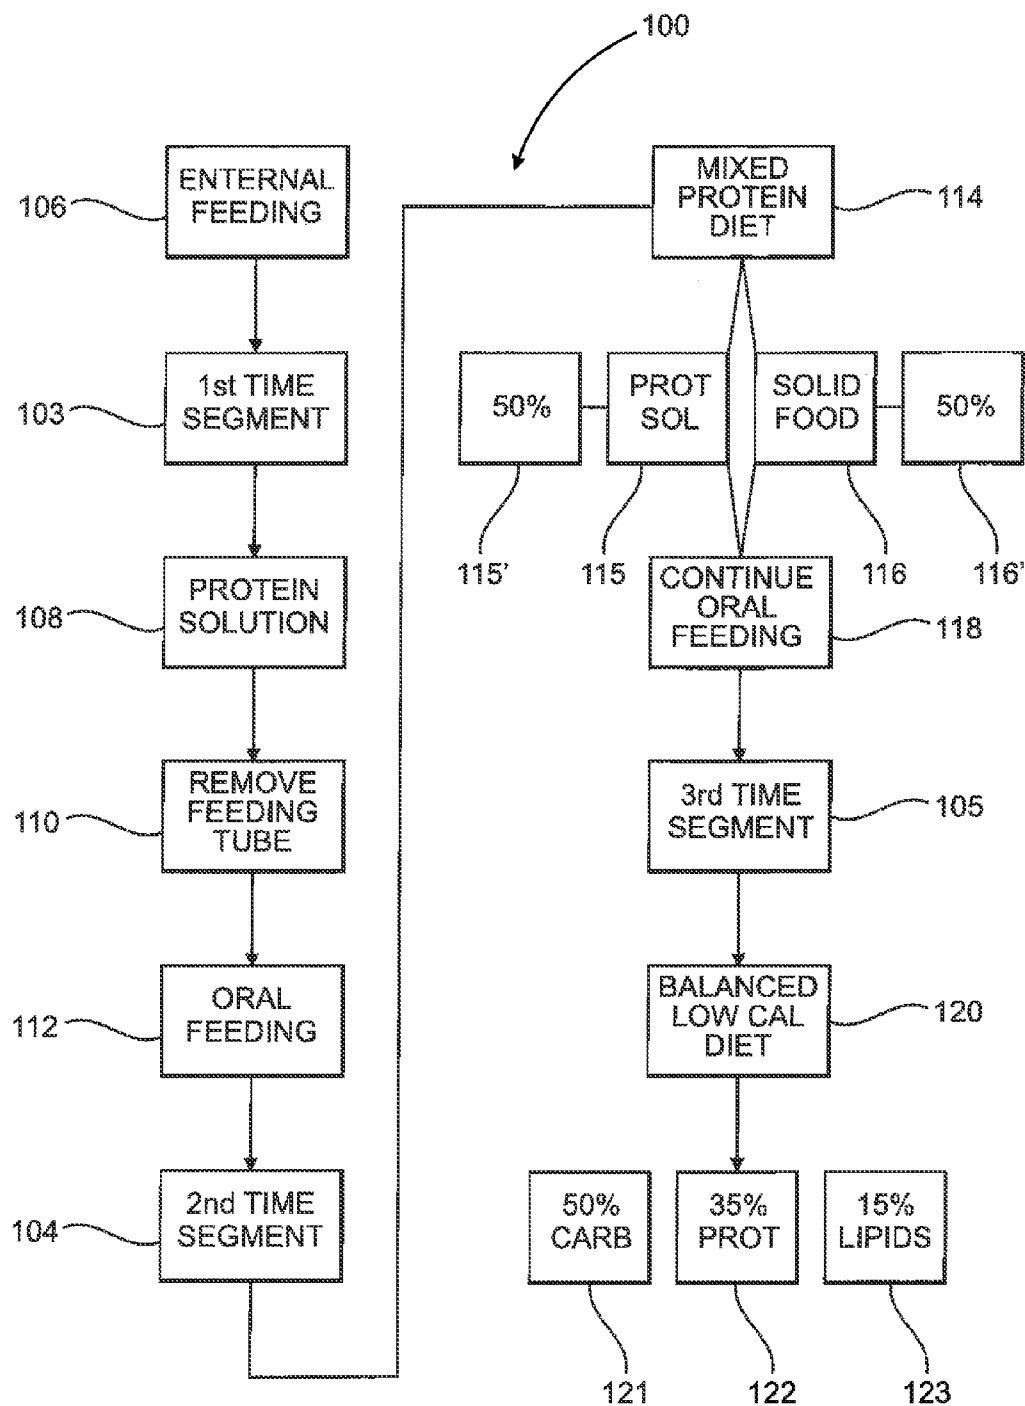 100
ENTERNAL
FEEDING
106
1st TIME
SEGMENT
103
PROTEIN
SOLUTION
108
REMOVE
FEEDING
TUBE
110
ORAL
FEEDING
112
2nd TIME
SEGMENT
104
MIXED
PROTEIN
DIET
114
50%
PROT
SOL
SOLID
FOOD
50%
115'
115
116
116'
CONTINUE
ORAL
FEEDING
118
3rd TIME
SEGMENT
105
BALANCED
LOW CAL
DIET
120
50%
CARB
35%
PROT
15%
LIPIDS
121
122
123